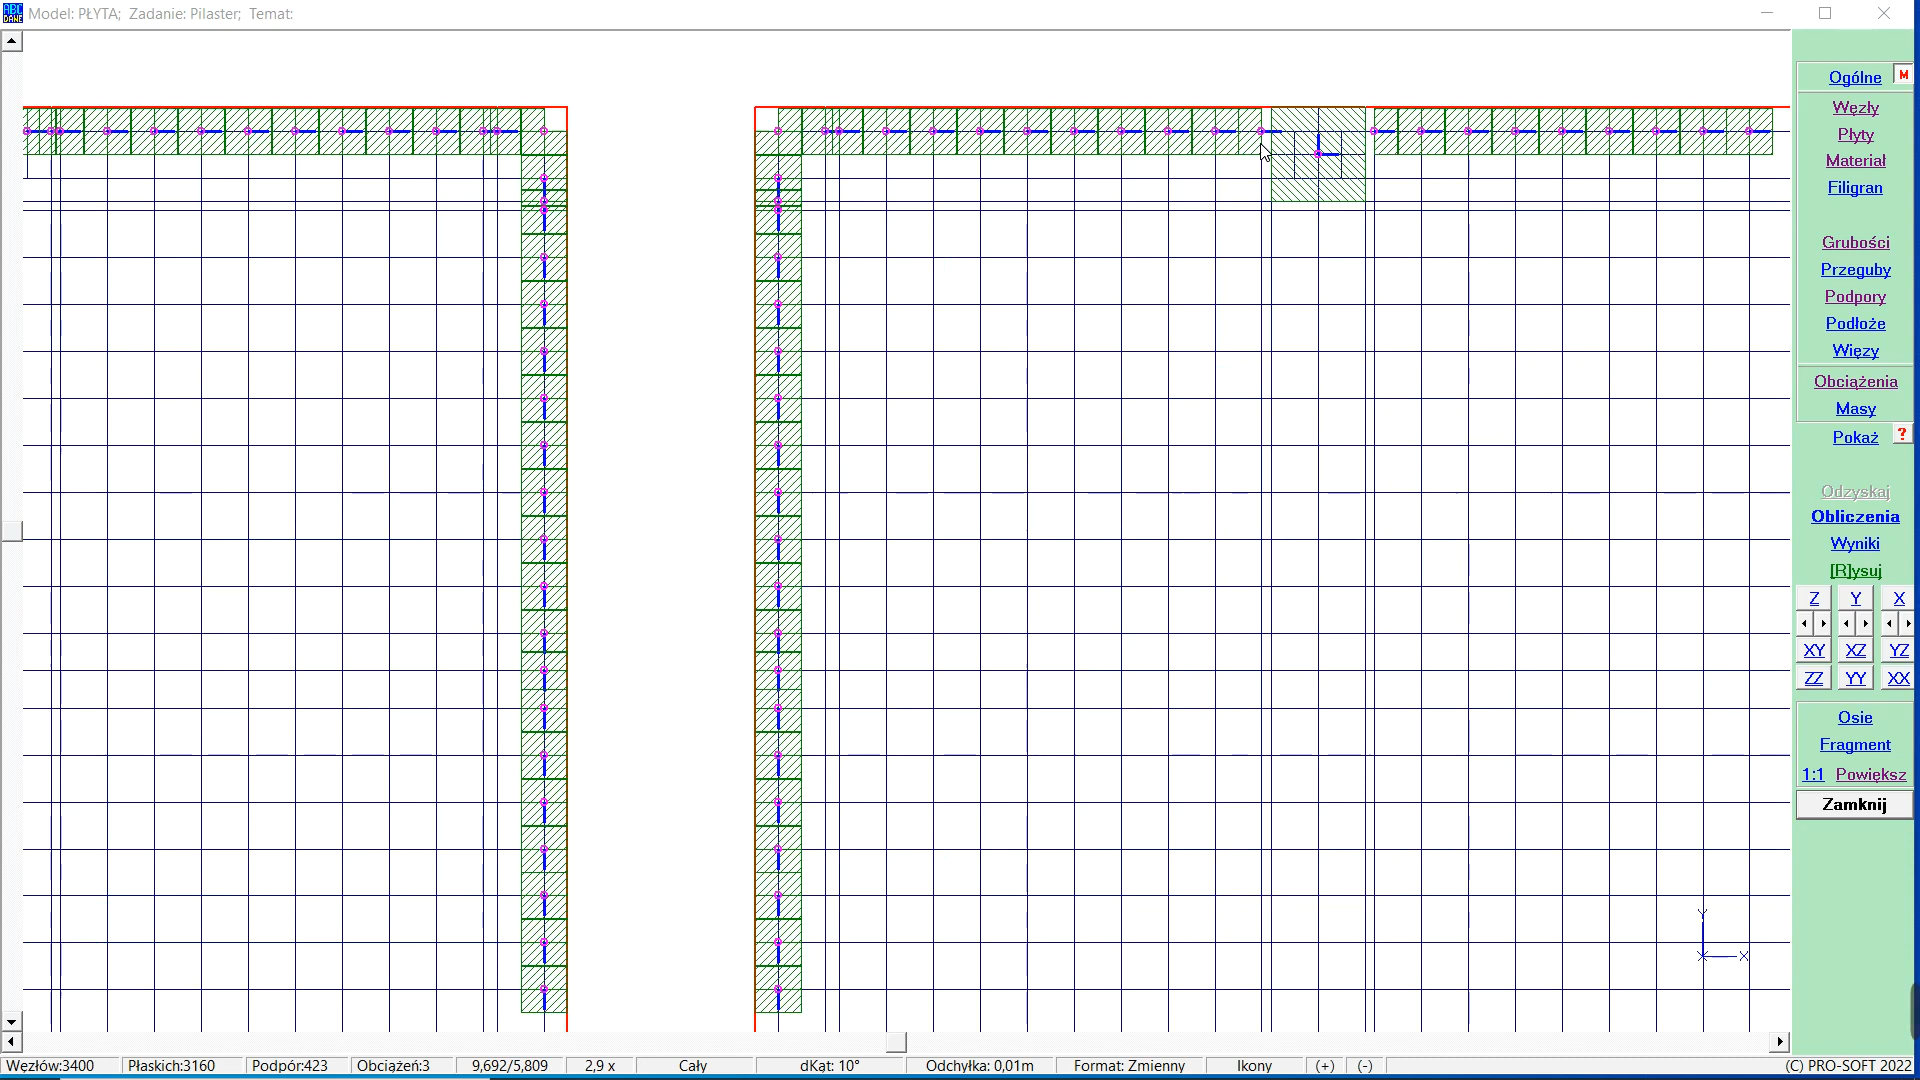 ABC DANE Model: PŁYTA; Zadanie: Pilaster; Temat:
Ogólne M
Węzły
Płyty
Materiał
Filigran
Grubości
Przeguby
Podpory
Podłoże
Więzy
Obciążenia
Masy
Pokaż ?
Odzyskaj
Obliczenia
Wyniki
[R]ysuj
Z Y X
XY XZ YZ
ZZ YY XX
Osie
Fragment
1:1 Powiększ
Zamknij
Y
X
Węzłów:3400 Płaskich:3160 Podpór:423 Obciążeń:3 9,692/5,809 2,9 x Cały dKąt: 10° Odchyłka: 0,01m Format: Zmienny Ikony (+) (-) (C) PRO-SOFT 2022